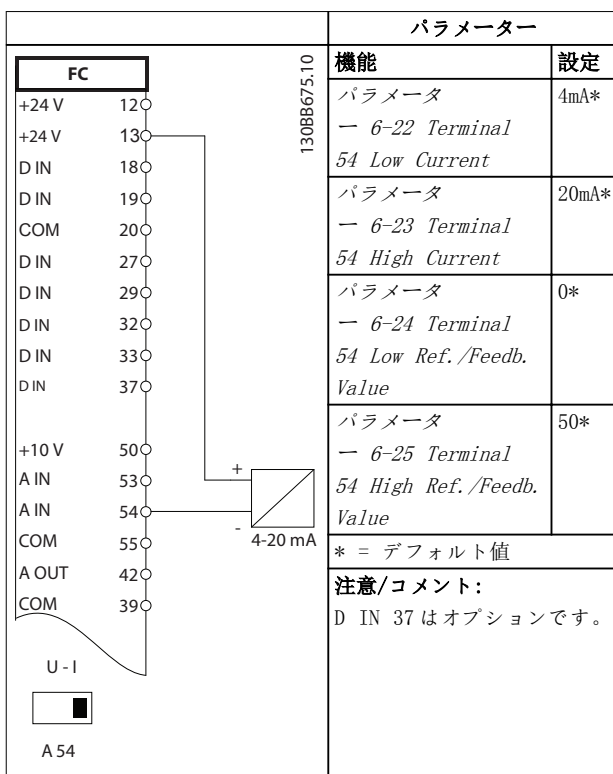 パラメーター
FC
+24 V 12
+24 V 13
D IN 18
D IN 19
COM 20
D IN 27
D IN 29
D IN 32
D IN 33
D IN 37
+10 V 50
A IN 53
A IN 54
COM 55
A OUT 42
COM 39
U - I
A 54
+
-
4-20 mA
130BB675.10
機能 設定
パラメータ 4mA*
ー 6-22 Terminal
54 Low Current
パラメータ 20mA*
ー 6-23 Terminal
54 High Current
パラメータ 0*
ー 6-24 Terminal
54 Low Ref./Feedb.
Value
パラメータ 50*
ー 6-25 Terminal
54 High Ref./Feedb.
Value
* = デフォルト値
注意/コメント:
D IN 37はオプションです。